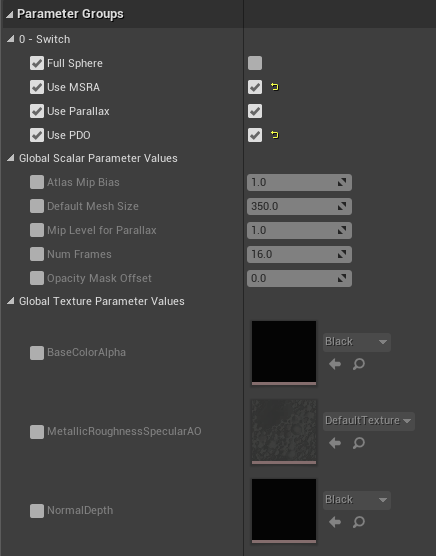 Parameter Groups
0 - Switch
Full Sphere
Use MSRA
Use Parallax
Use PDO
Global Scalar Parameter Values
Atlas Mip Bias 1.0
Default Mesh Size 350.0
Mip Level for Parallax 1.0
Num Frames 16.0
Opacity Mask Offset 0.0
Global Texture Parameter Values
BaseColorAlpha Black
MetallicRoughnessSpecularAO DefaultTexture
NormalDepth Black